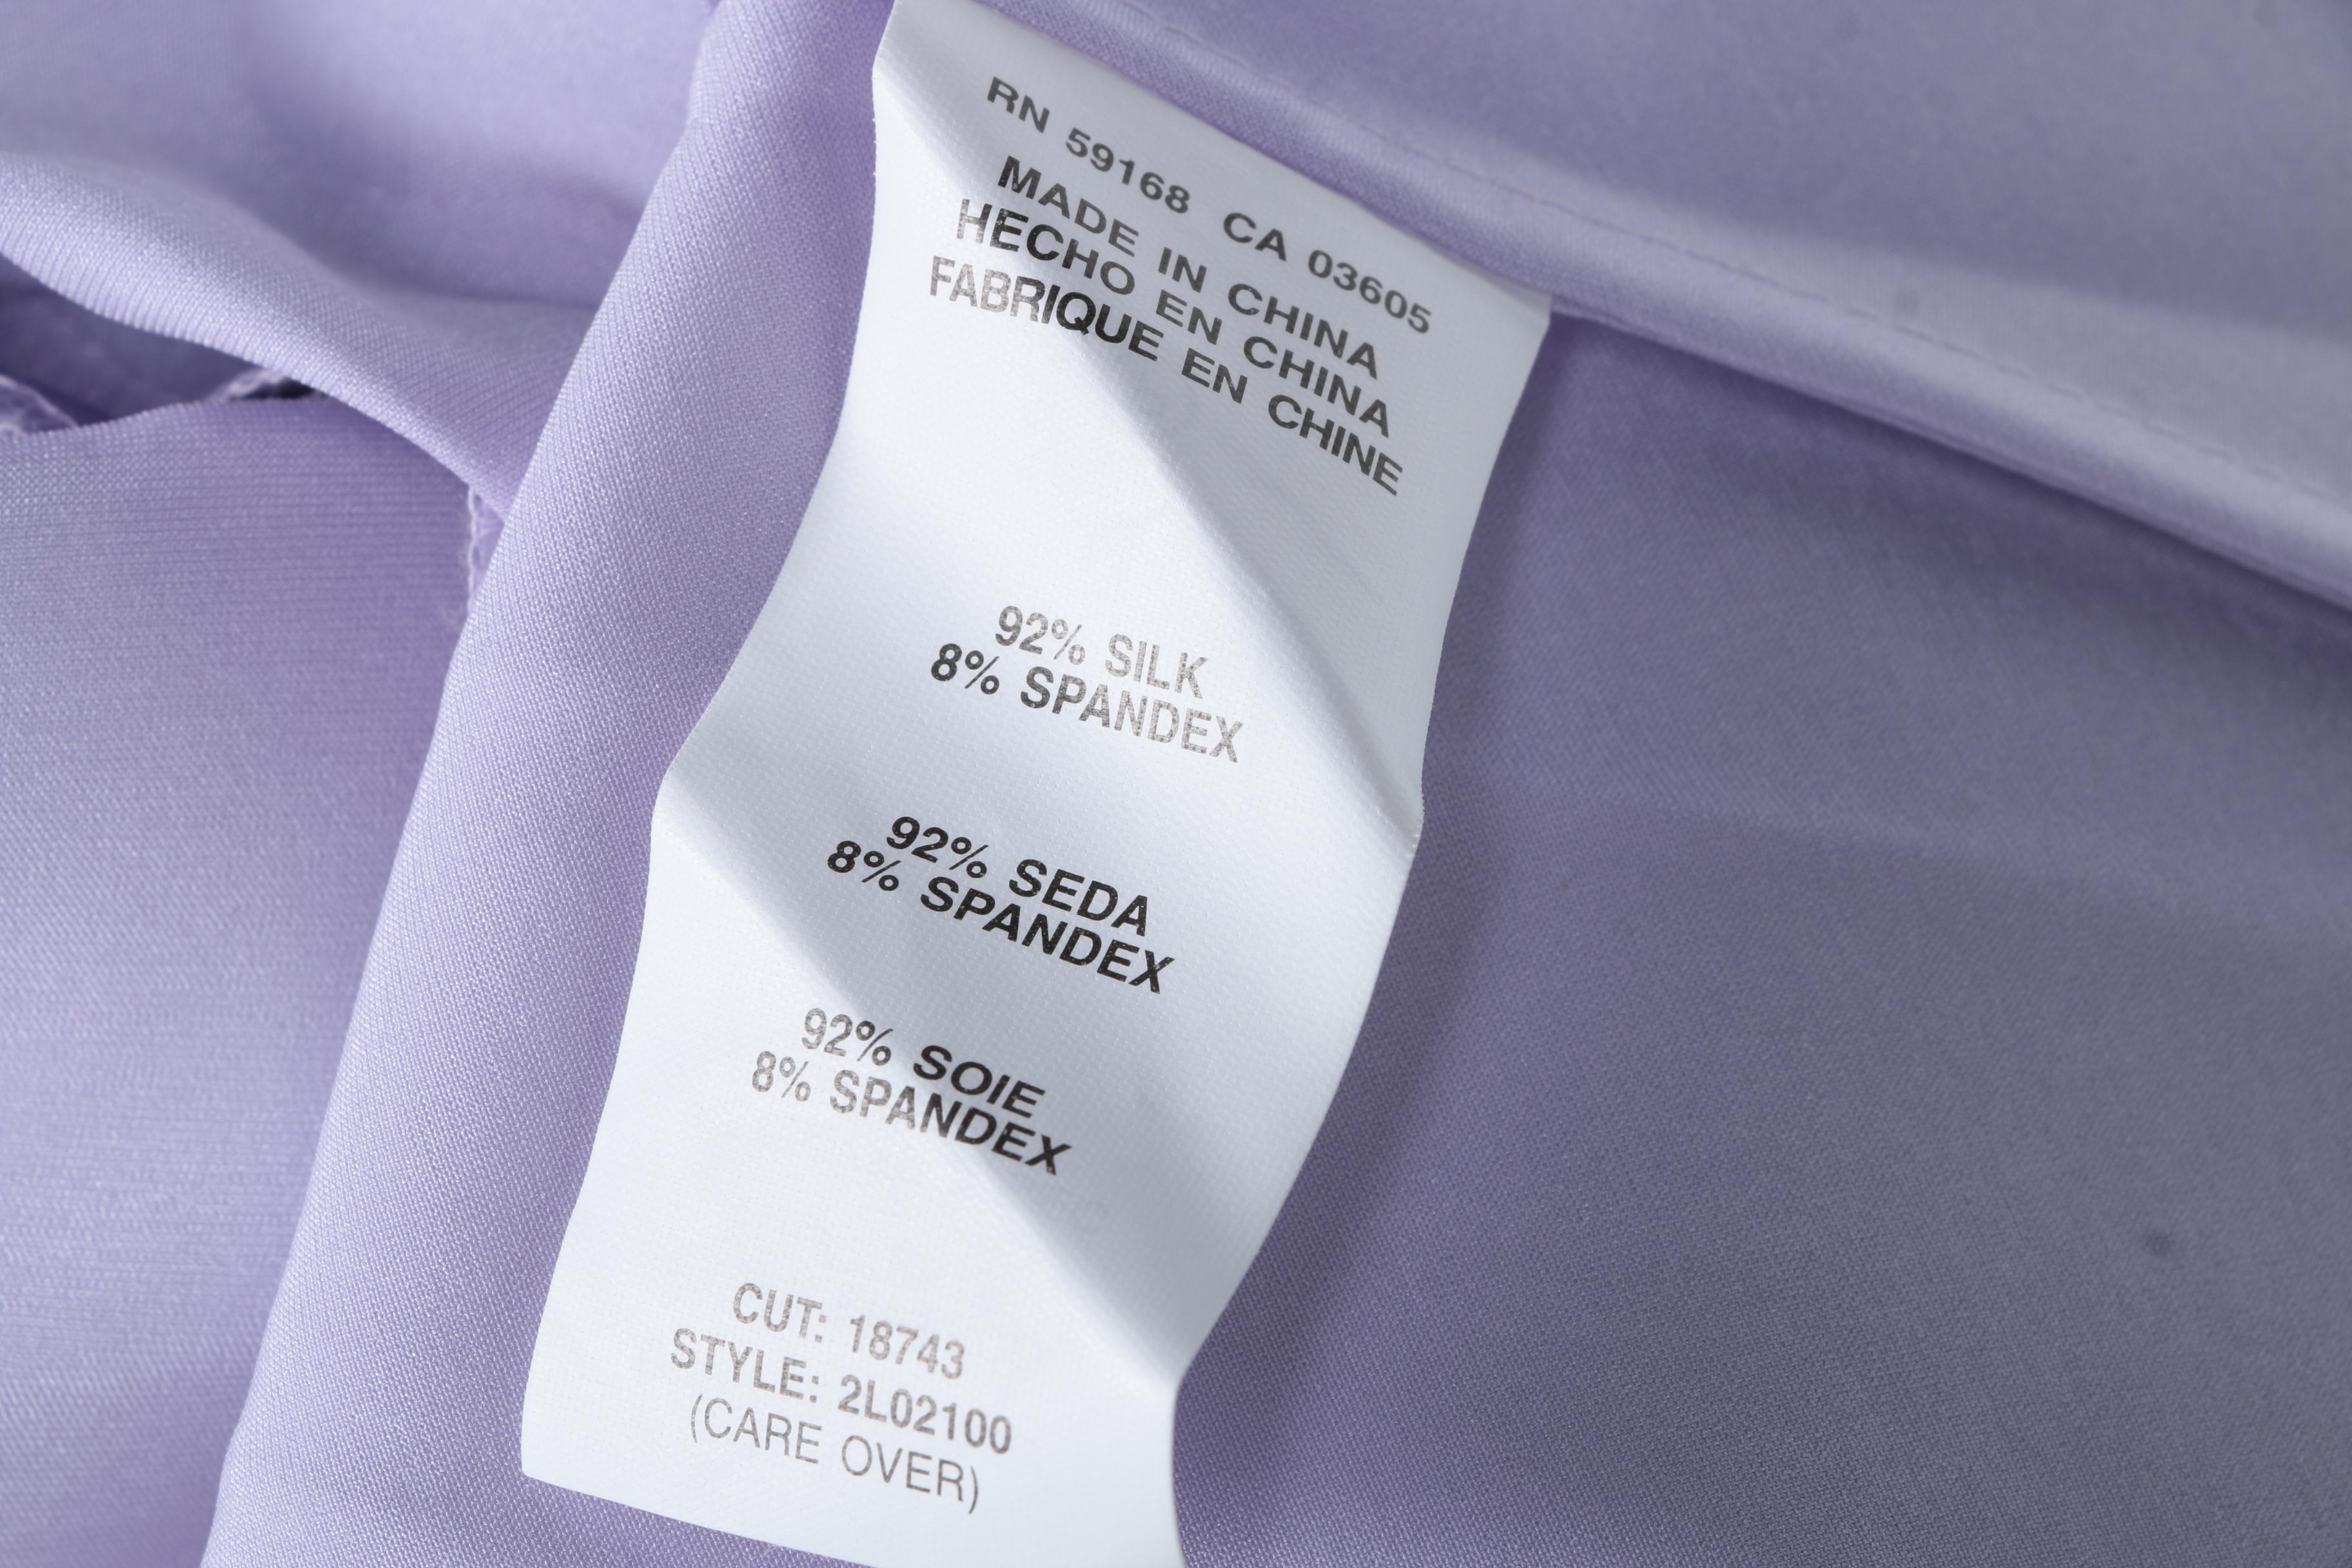 RN 59168 CA 03605
MADE IN CHINA
HECHO EN CHINA
FABRIQUE EN CHINE
92% SILK
8% SPANDEX
92% SEDA
8% SPANDEX
92% SOIE
8% SPANDEX
CUT: 18743
STYLE: 2L02100
(CARE OVER)